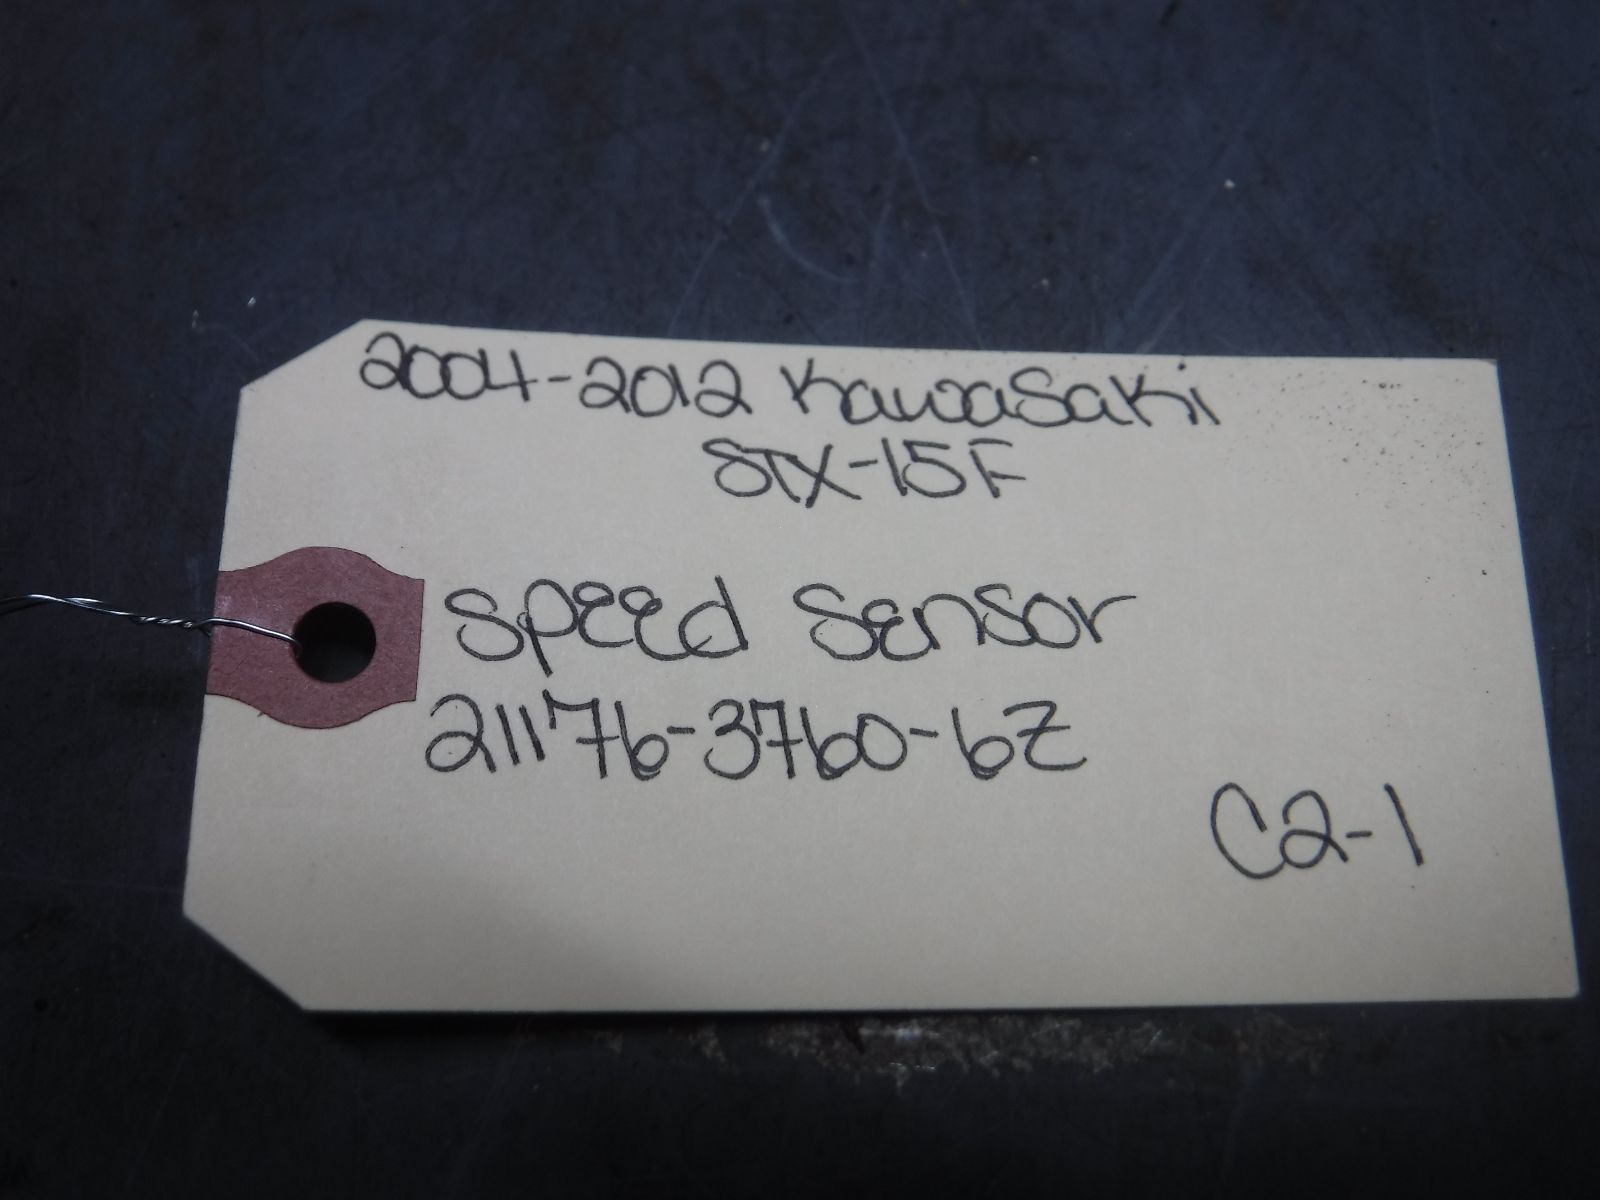 2004-2012 KawaSaKi
STX-15F
SpEEd SEnsor
21176-3760-6Z
C2-1